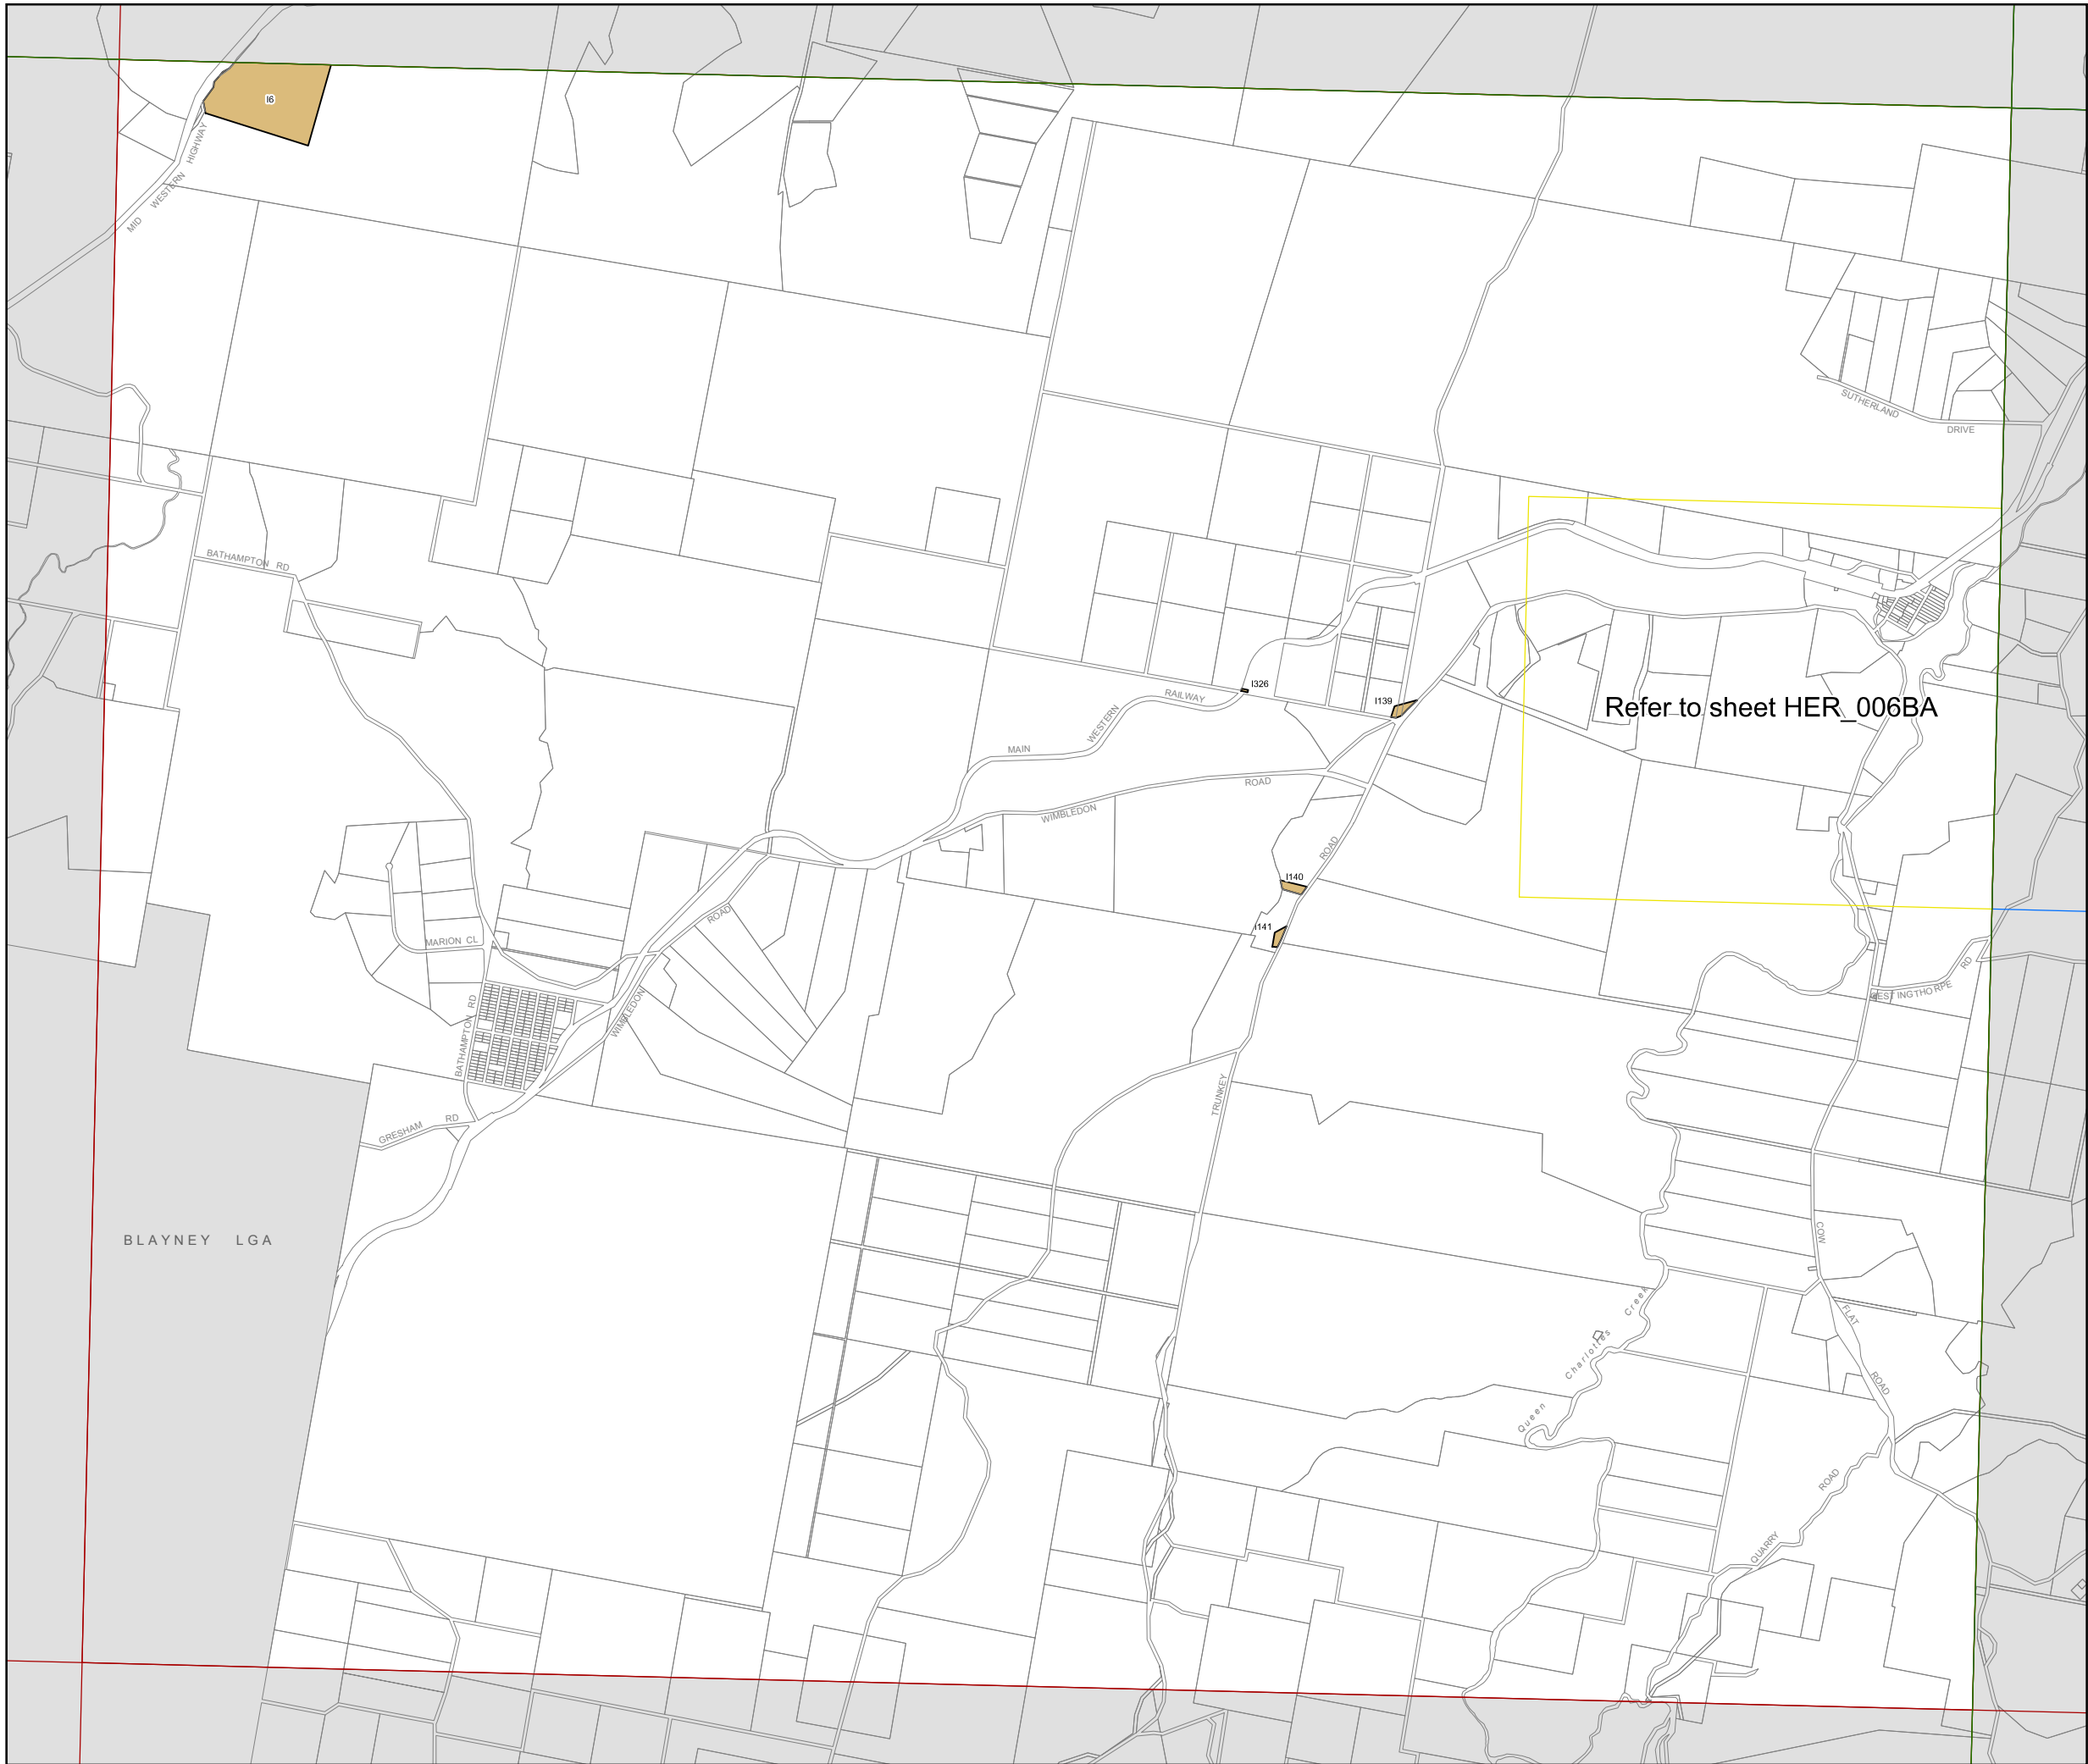 I6
MID WESTERN HIGHWAY
SUTHERLAND DRIVE
BATHAMPTON RD
I326
RAILWAY
I139
Refer to sheet HER_006BA
WESTERN
MAIN
ROAD
WIMBLEDON
ROAD
I140
ROAD
I141
MARION CL
RD
BATHAMPTON RD
WIMBLEDON
WESTINGTHORPE
TRUNKEY
GRESHAM RD
BLAYNEY LGA
COW
FLAT
ROAD
Queen Charlottes Creek
ROAD
QUARRY